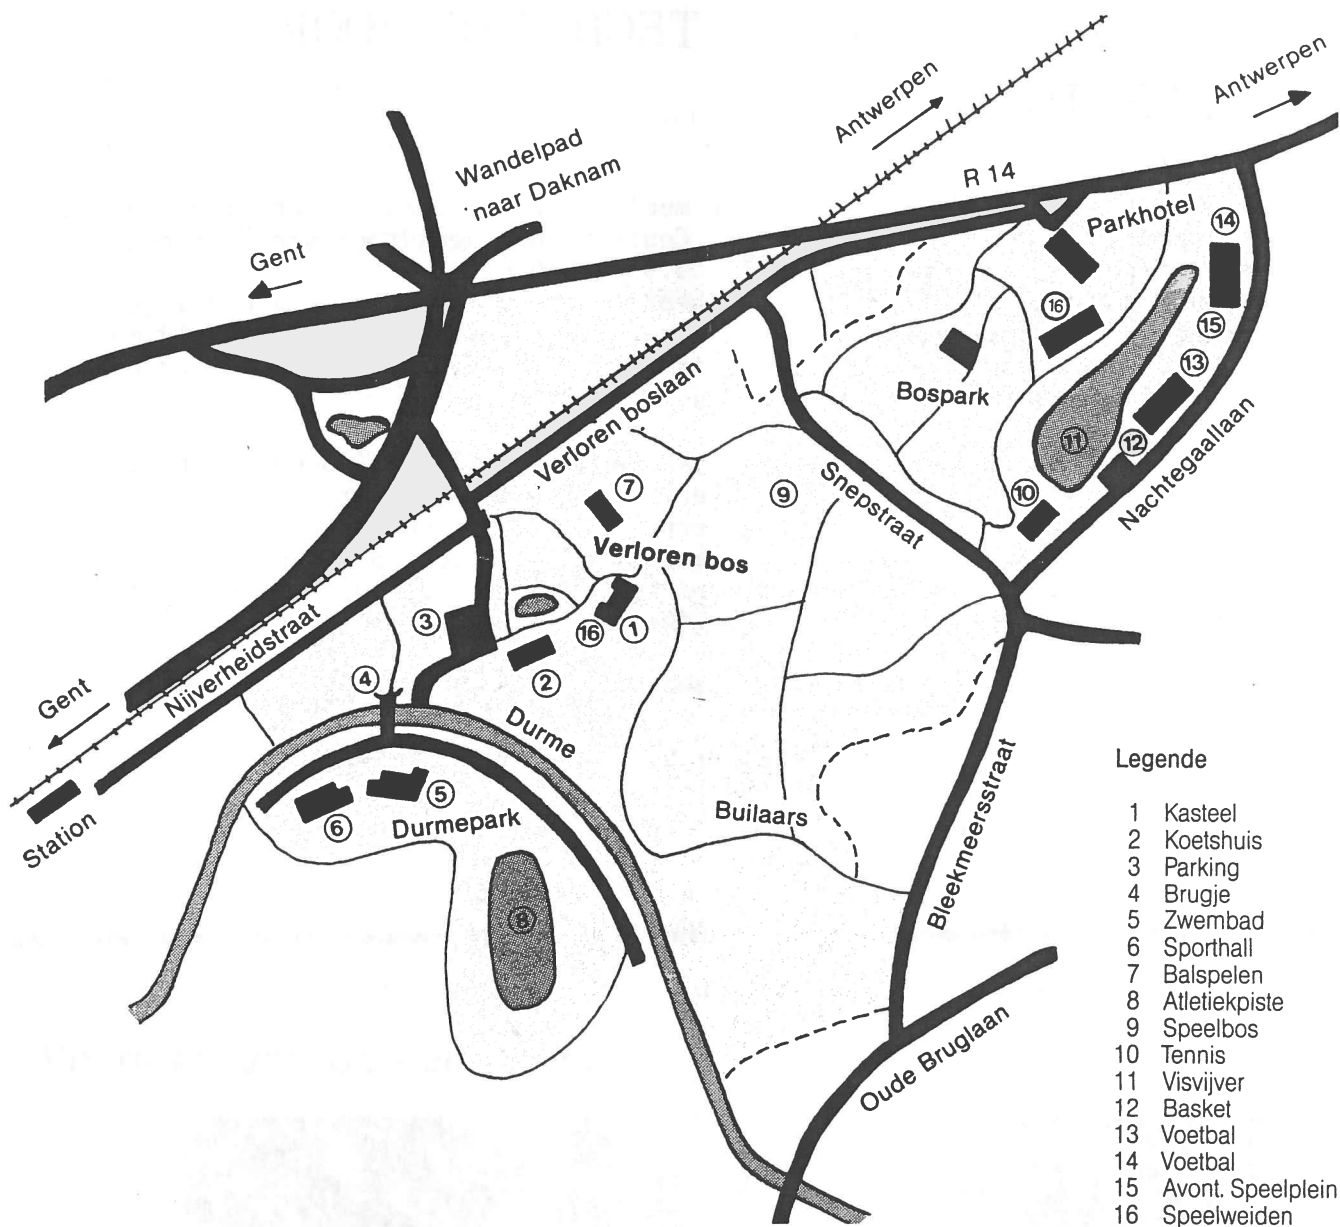 Antwerpen
Antwerpen
Wandelpad
naar Daknam
R 14
Gent
Parkhotel
14
16
15
13
Verloren boslaan
Bospark
11
12
Nachtegaallaan
7
9
10
Snepstraat
Verloren bos
3
16
1
Nijverheidstraat
4
2
Gent
Durme
Station
5
6
Durmepark
Builaars
Bleekmeersstraat
8
Oude Bruglaan
Legende
1 Kasteel
2 Koetshuis
3 Parking
4 Brugje
5 Zwembad
6 Sporthall
7 Balspelen
8 Atletiekpiste
9 Speelbos
10 Tennis
11 Visvijver
12 Basket
13 Voetbal
14 Voetbal
15 Avont. Speelplein
16 Speelweiden